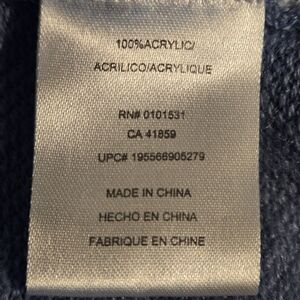 100%ACRYLIC/
ACRILICO/ACRYLIQUE
RN# 0101531
CA 41859
UPC# 195566905279
MADE IN CHINA
HECHO EN CHINA
FABRIQUE EN CHINE